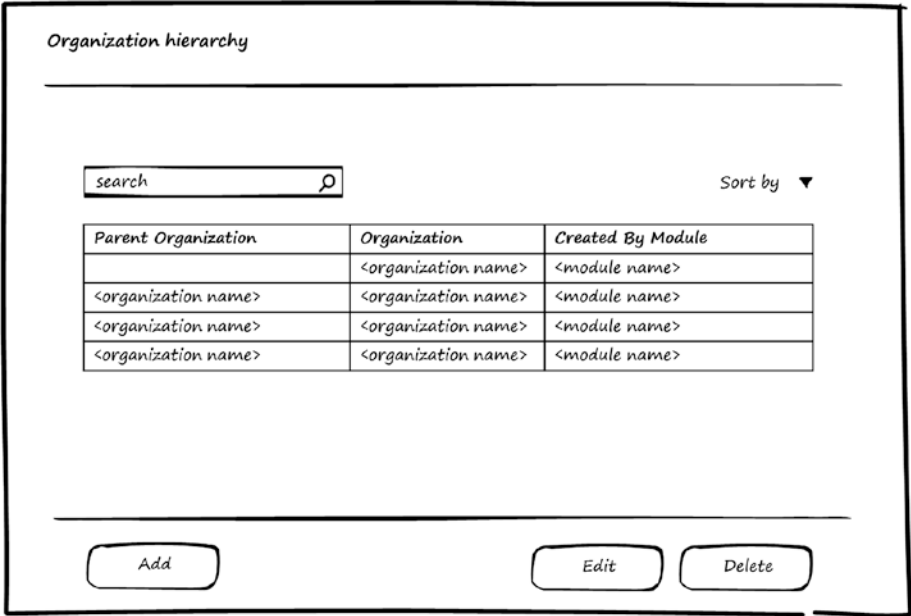 Organization hierarchy
search
Sort by
Parent Organization Organization Created By Module
<organization name> <module name>
<organization name> <organization name> <module name>
<organization name> <organization name> <module name>
<organization name> <organization name> <module name>
Add Edit Delete